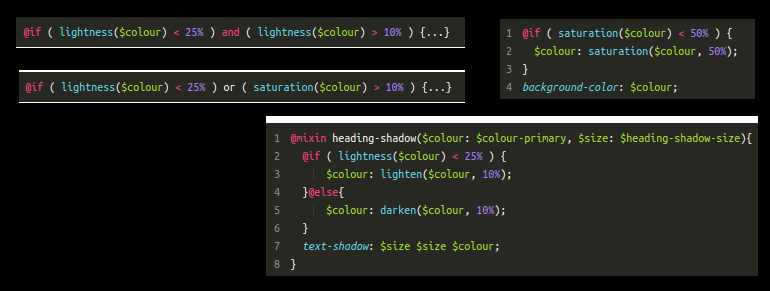 @if ( lightness($colour) < 25% ) and ( lightness($colour) > 10% ) {...}
@if ( lightness($colour) < 25% ) or ( saturation($colour) > 10% ) {...}
1 @if ( saturation($colour) < 50% ) {
2 $colour: saturation($colour, 50%);
3 }
4 background-color: $colour;
1 @mixin heading-shadow($colour: $colour-primary, $size: $heading-shadow-size){
2 @if ( lightness($colour) < 25% ) {
3 $colour: lighten($colour, 10%);
4 }@else{
5 $colour: darken($colour, 10%);
6 }
7 text-shadow: $size $size $colour;
8 }